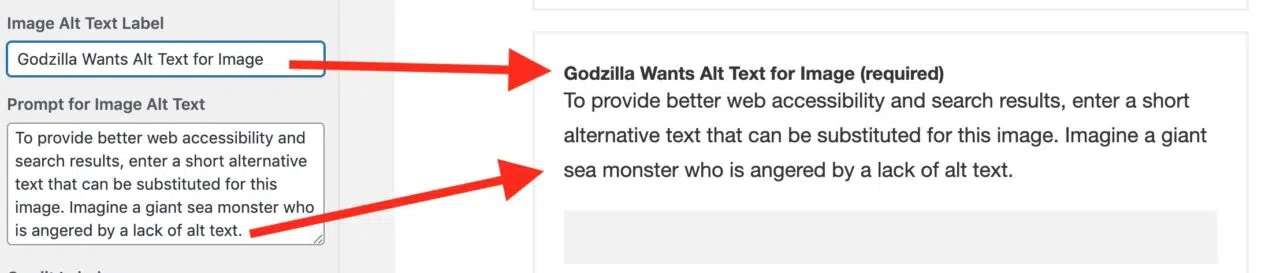 Image Alt Text Label
Godzilla Wants Alt Text for Image
Prompt for Image Alt Text
To provide better web accessibility and
search results, enter a short alternative
text that can be substituted for this
image. Imagine a giant sea monster who
is angered by a lack of alt text.
Godzilla Wants Alt Text for Image (required)
To provide better web accessibility and search results, enter a short
alternative text that can be substituted for this image. Imagine a giant
sea monster who is angered by a lack of alt text.